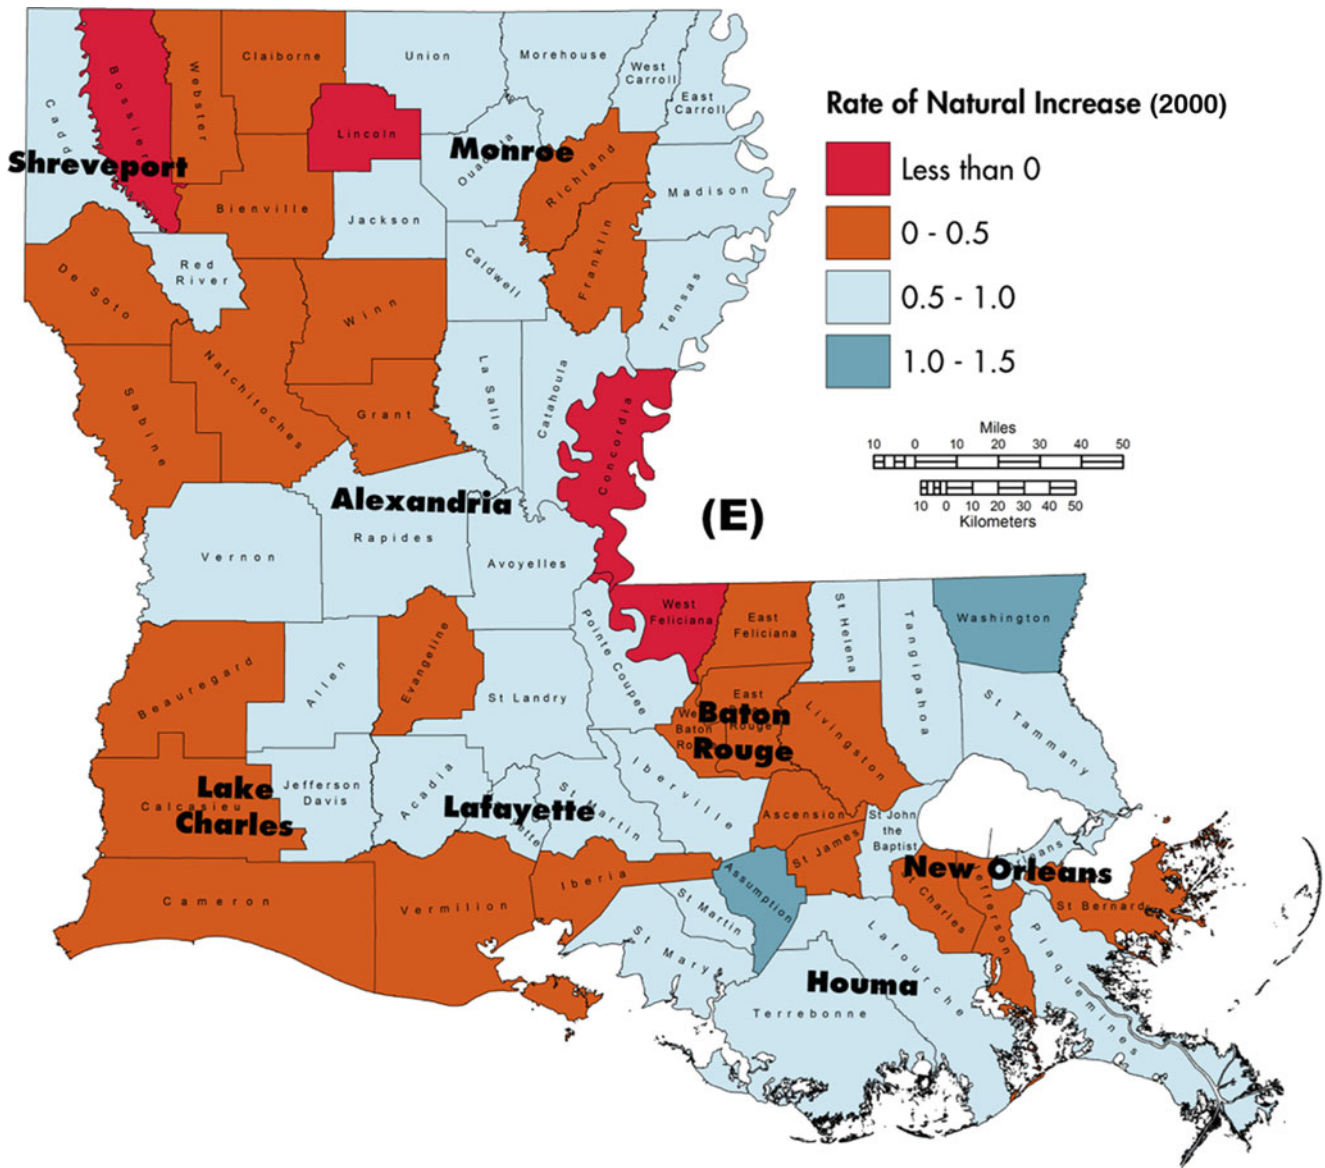 Claiborne
Union
Morehouse
West
Carroll
East
Carroll
Bossier
Webster
Lincoln
Shreveport
Monroe
Richland
Madison
Bienville
Jackson
Red
River
Caldwell
Franklin
Tensas
De Soto
Winn
Natchitoches
Sabine
Grant
La Salle
Catahoula
Concordia
Alexandria
Rapides
Vernon
Avoyelles
West
Feliciana
East
Feliciana
St Helena
Tangipahoa
Washington
Pointe Coupee
Evangeline
Allen
Beauregard
St Landry
East
Baton
Rouge
Livingston
St Tammany
Iberville
Lake
Charles
Calcasieu
Jefferson
Davis
Acadia
Lafayette
St Martin
Ascension
St James
St John
the
Baptist
New Orleans
Cameron
Vermilion
Iberia
Assumption
St Martin
St Mary
St Charles
Jefferson
St Bernard
Plaquemines
Lafourche
Houma
Terrebonne
Rate of Natural Increase (2000)
Less than 0
0 - 0.5
0.5 - 1.0
1.0 - 1.5
Miles
10 0 10 20 30 40 50
10 0 10 20 30 40 50
Kilometers
(E)